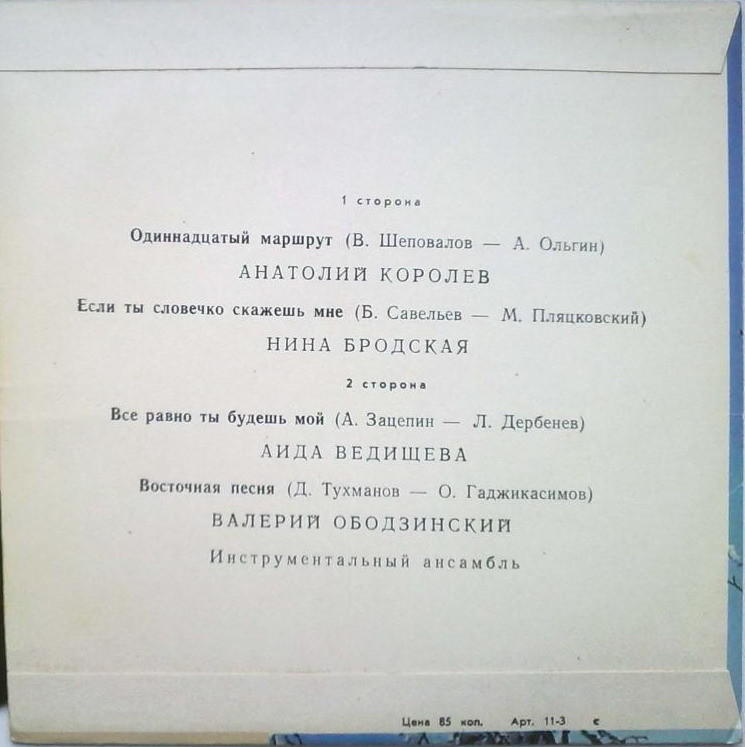 1 сторона
Одиннадцатый маршрут (В. Шеповалов — А. Ольгин)
АНАТОЛИЙ КОРОЛЕВ
Если ты словечко скажешь мне (Б. Савельев — М. Пляцковский)
НИНА БРОДСКАЯ
2 сторона
Все равно ты будешь мой (А. Зацепин — Л. Дербенев)
АИДА ВЕДИЩЕВА
Восточная песня (Д. Тухманов — О. Гаджикасимов)
ВАЛЕРИЙ ОБОДЗИНСКИЙ
Инструментальный ансамбль
Цена 85 коп. Арт. 11-3 с